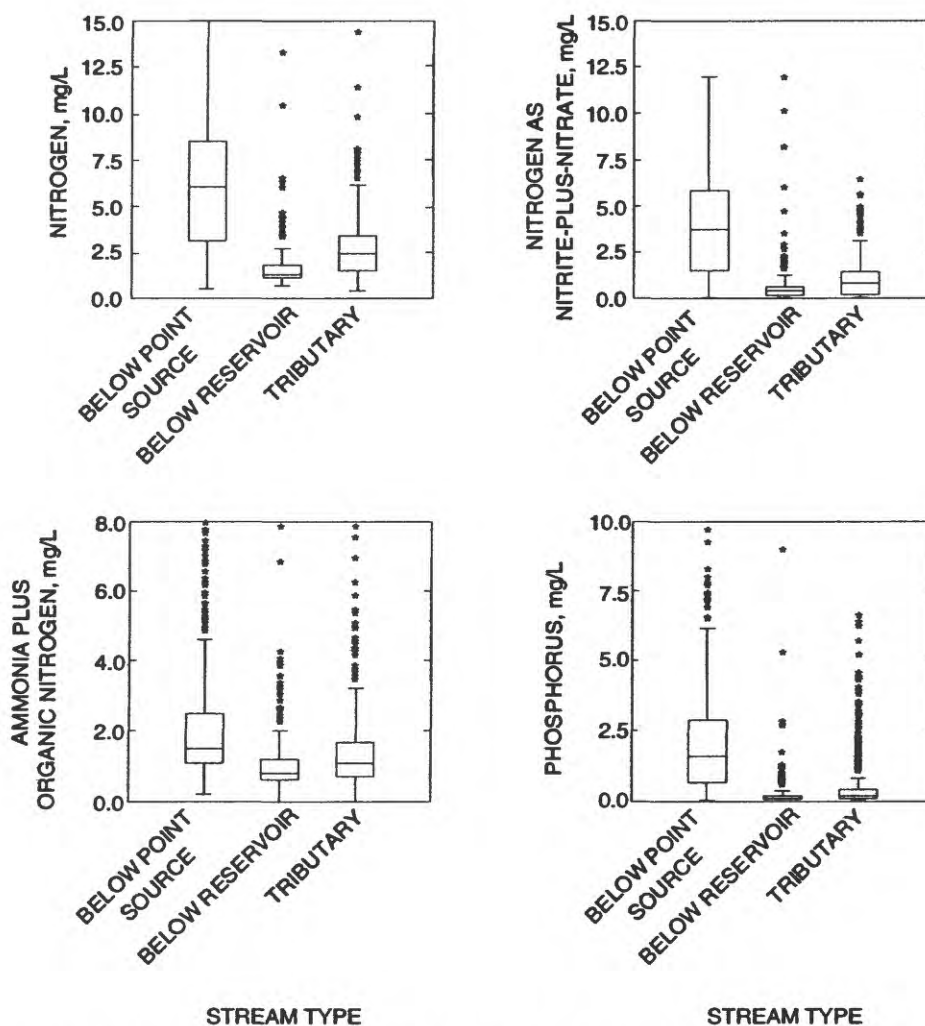 NITROGEN, mg/L
15.0
12.5
10.0
7.5
5.0
2.5
0.0
BELOW POINT
SOURCE
BELOW RESERVOIR
TRIBUTARY
NITROGEN AS
NITRITE-PLUS-NITRATE, mg/L
15.0
12.5
10.0
7.5
5.0
2.5
0.0
BELOW POINT
SOURCE
BELOW RESERVOIR
TRIBUTARY
AMMONIA PLUS
ORGANIC NITROGEN, mg/L
8.0
6.0
4.0
2.0
0.0
BELOW POINT
SOURCE
BELOW RESERVOIR
TRIBUTARY
STREAM TYPE
PHOSPHORUS, mg/L
10.0
7.5
5.0
2.5
0.0
BELOW POINT
SOURCE
BELOW RESERVOIR
TRIBUTARY
STREAM TYPE